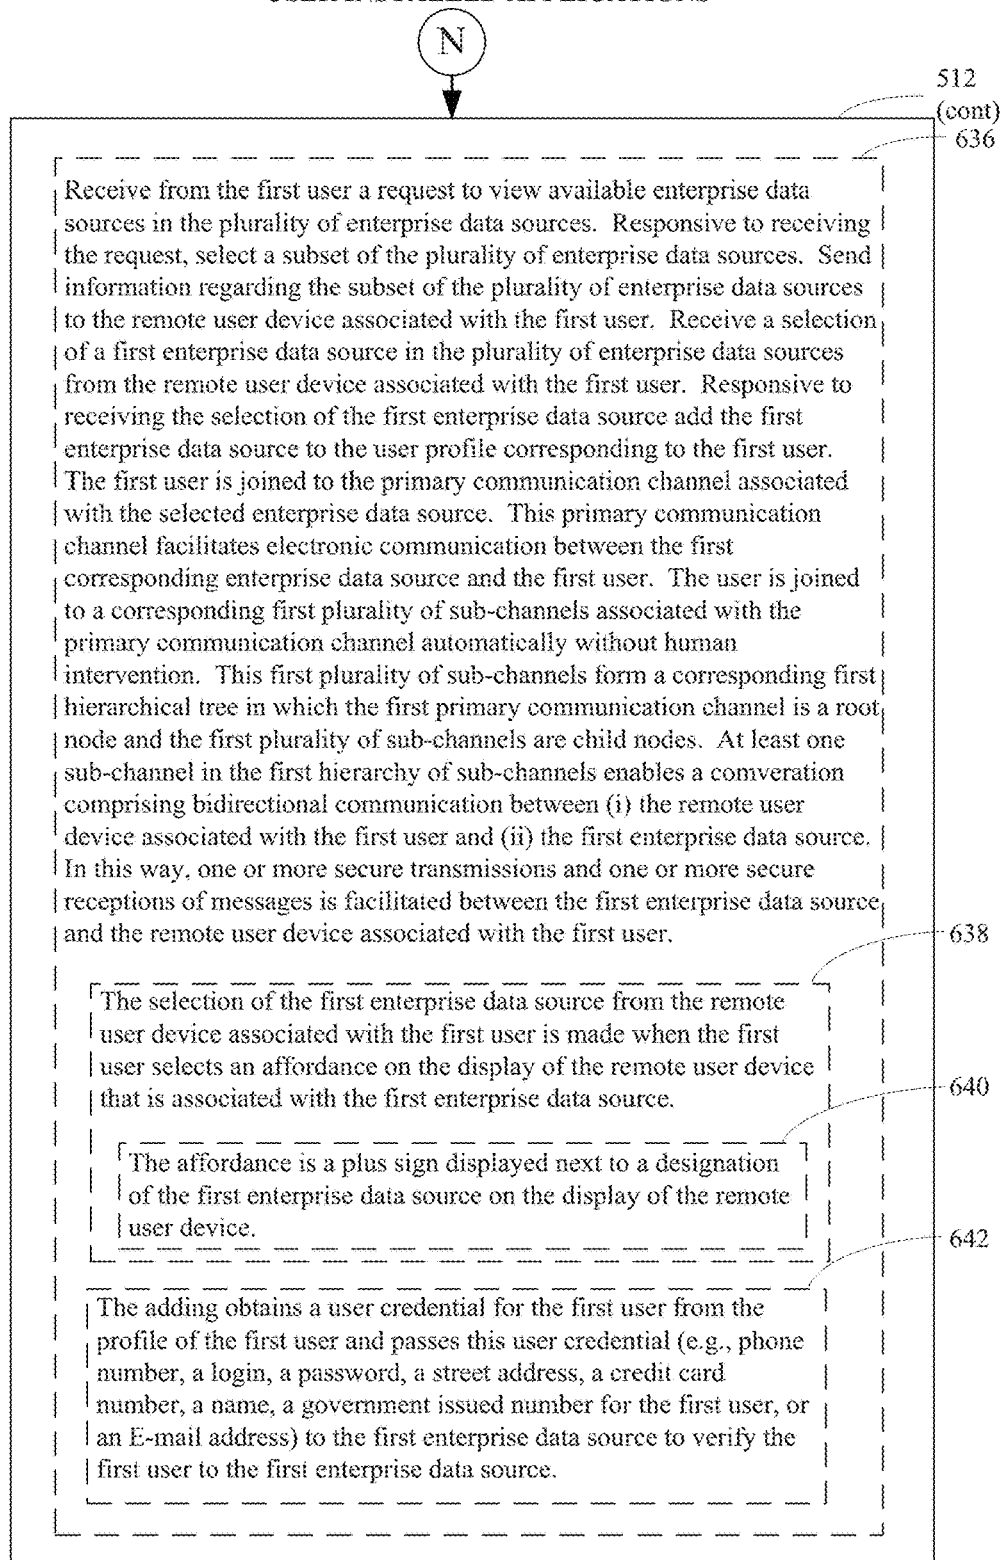 USER INSTALLED APPLICATIONS
N
512
(cont)
636
Receive from the first user a request to view available enterprise data
sources in the plurality of enterprise data sources. Responsive to receiving
the request, select a subset of the plurality of enterprise data sources. Send
information regarding the subset of the plurality of enterprise data sources
to the remote user device associated with the first user. Receive a selection
of a first enterprise data source in the plurality of enterprise data sources
from the remote user device associated with the first user. Responsive to
receiving the selection of the first enterprise data source add the first
enterprise data source to the user profile corresponding to the first user.
The first user is joined to the primary communication channel associated
with the selected enterprise data source. This primary communication
channel facilitates electronic communication between the first
corresponding enterprise data source and the first user. The user is joined
to a corresponding first plurality of sub-channels associated with the
primary communication channel automatically without human
intervention. This first plurality of sub-channels form a corresponding first
hierarchical tree in which the first primary communication channel is a root
node and the first plurality of sub-channels are child nodes. At least one
sub-channel in the first hierarchy of sub-channels enables a comveration
comprising bidirectional communication between (i) the remote user
device associated with the first user and (ii) the first enterprise data source.
In this way, one or more secure transmissions and one or more secure
receptions of messages is facilitated between the first enterprise data source
and the remote user device associated with the first user.
638
The selection of the first enterprise data source from the remote
user device associated with the first user is made when the first
user selects an affordance on the display of the remote user device
that is associated with the first enterprise data source.
640
The affordance is a plus sign displayed next to a designation
of the first enterprise data source on the display of the remote
user device.
642
The adding obtains a user credential for the first user from the
profile of the first user and passes this user credential (e.g., phone
number, a login, a password, a street address, a credit card
number, a name, a government issued number for the first user, or
an E-mail address) to the first enterprise data source to verify the
first user to the first enterprise data source.